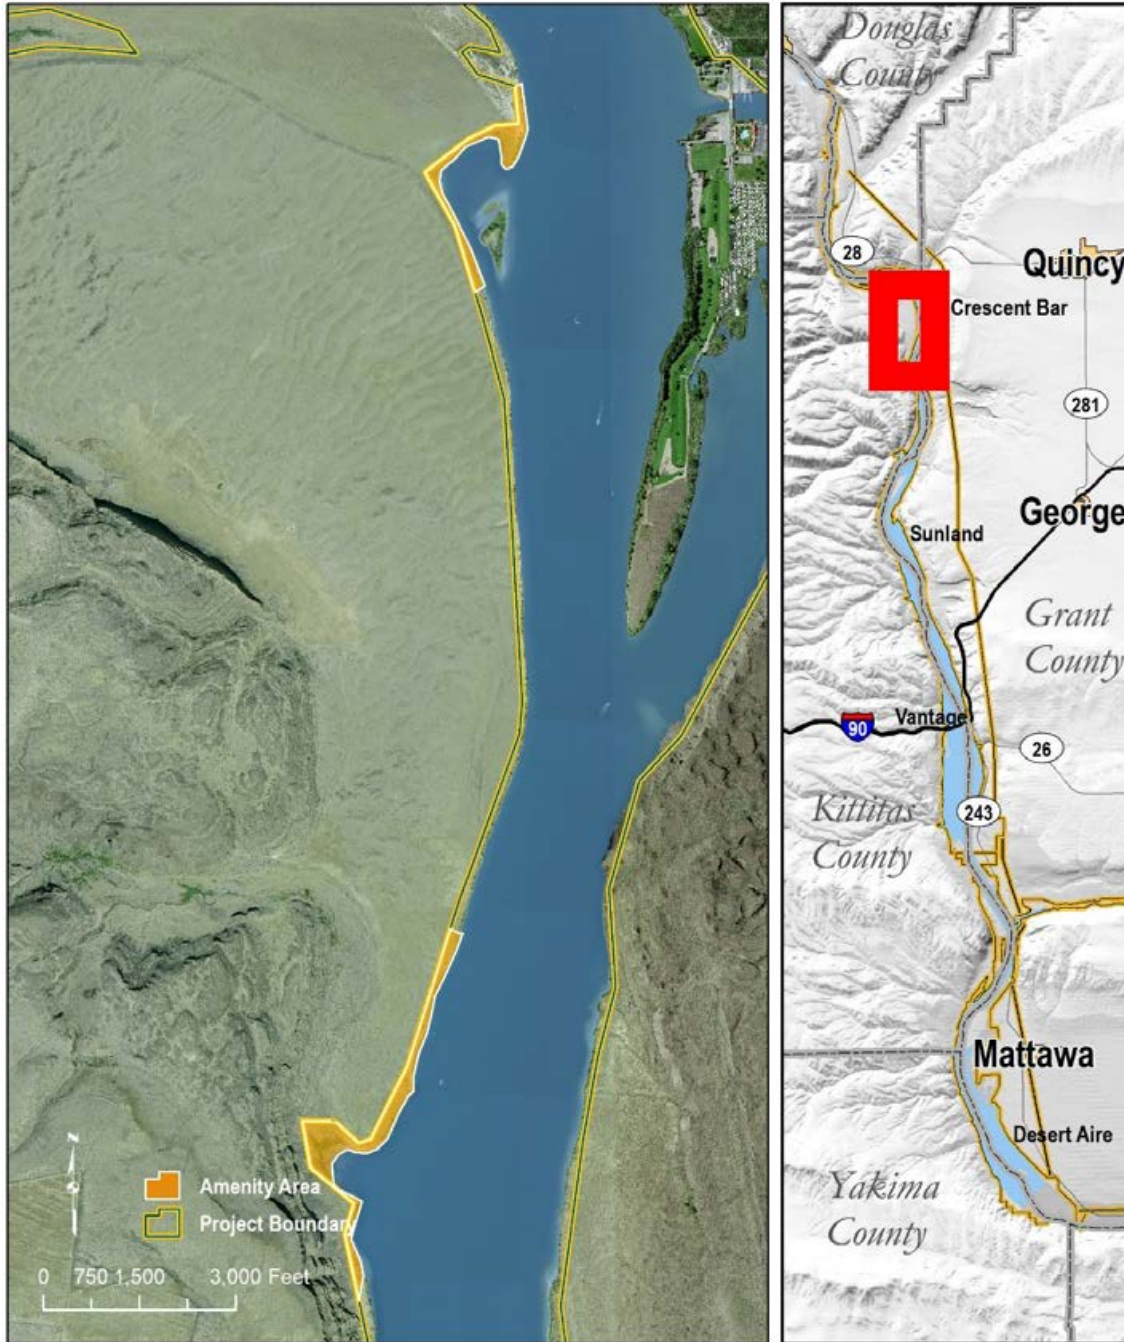 N
Amenity Area
Project Boundary
0 750 1,500 3,000 Feet
Douglas
County
28
Quincy
Crescent Bar
281
George
Sunland
Grant
County
Vantage
90
26
Kittitas
County
243
Mattawa
Desert Aire
Yakima
County